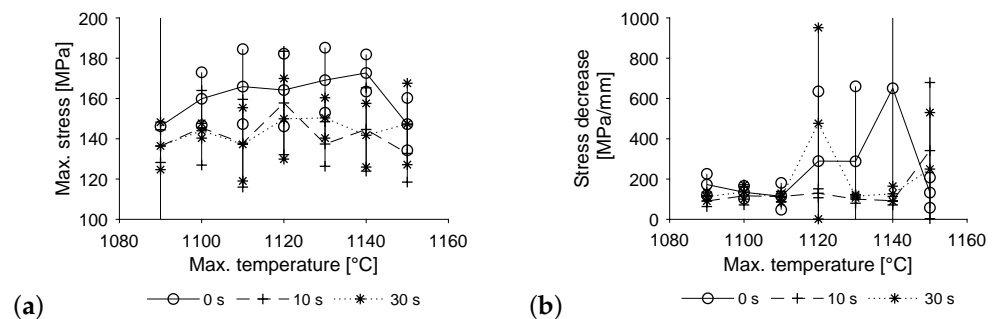 200
180
160
140
120
100
Max. stress [MPa]
1080 1100 1120 1140 1160
Max. temperature [°C]
(a) 0 s 10 s 30 s
1000
800
600
400
200
0
Stress decrease
[MPa/mm]
1080 1100 1120 1140 1160
Max. temperature [°C]
(b) 0 s 10 s 30 s